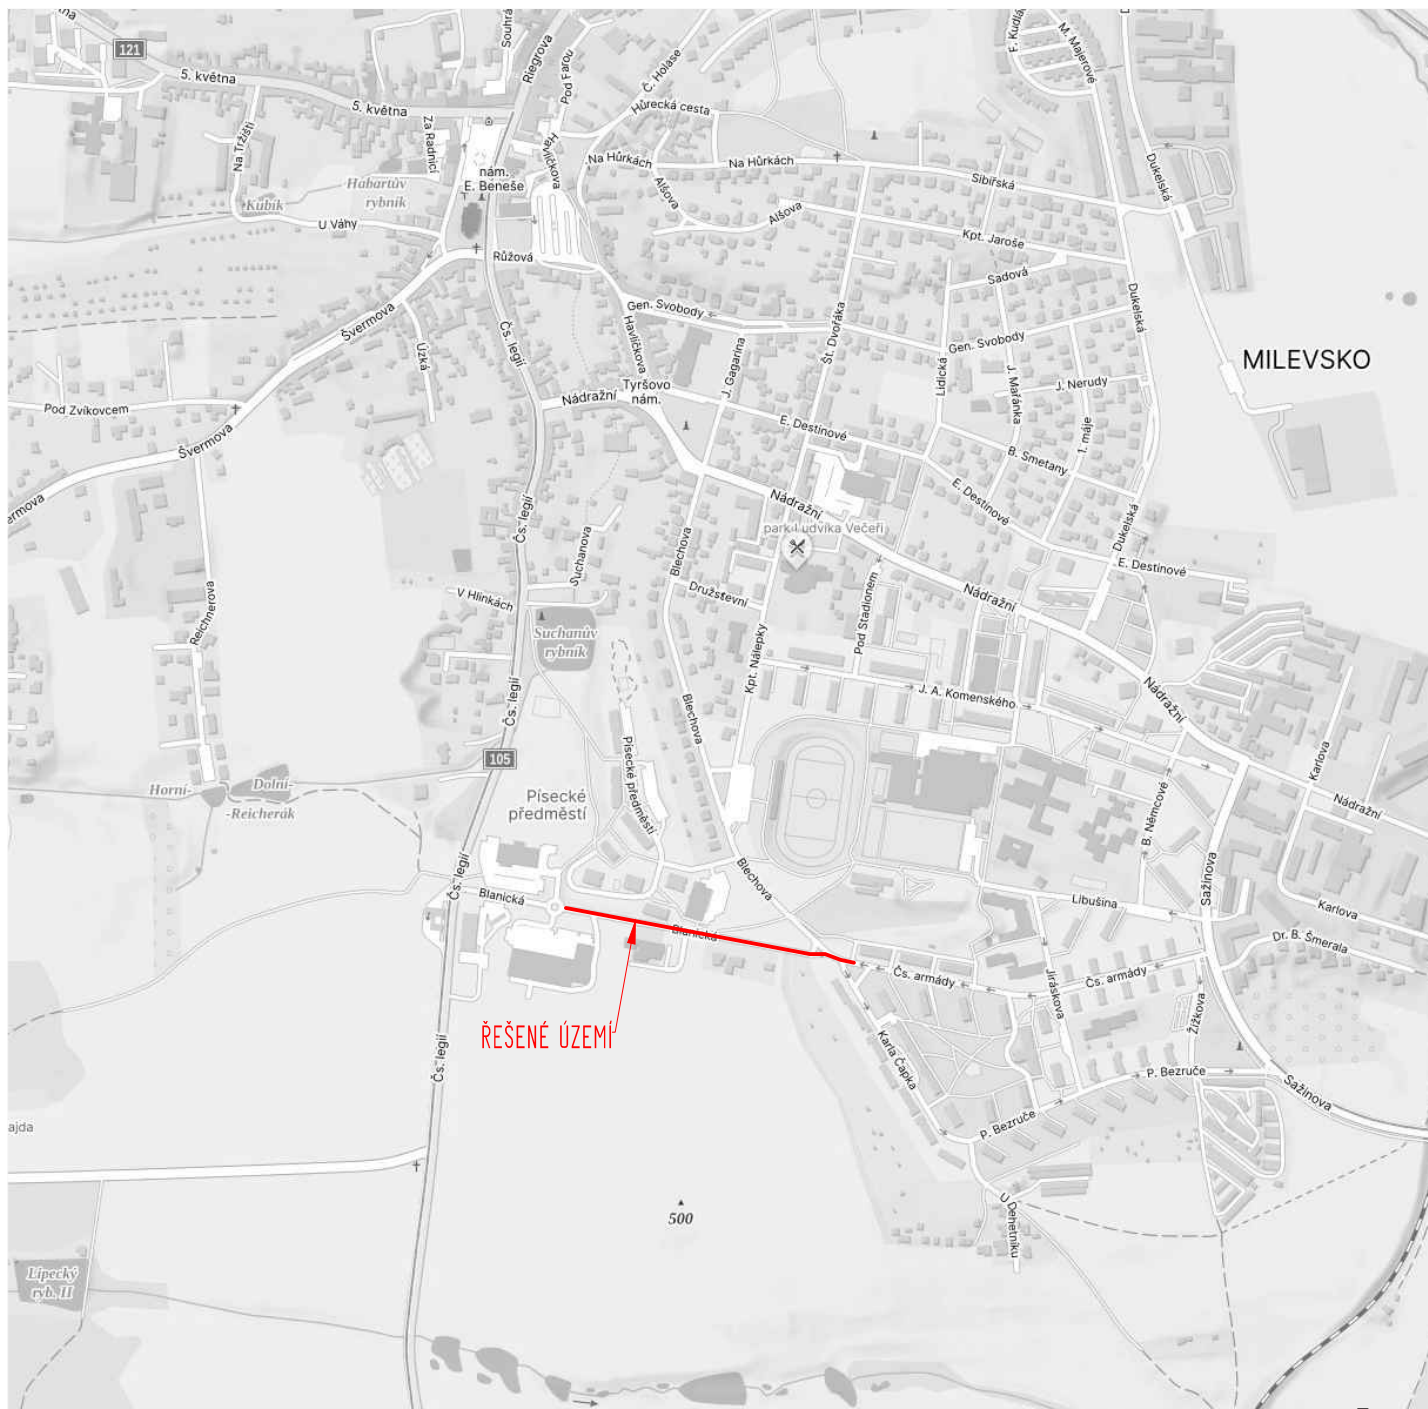 Souhrá
Riegrova
Pod Farou
Č. Holase
F. Kudláč
M. Majerové
121
5. května
5. května
Hůrecká cesta
Za Radnicí
Na Tržišti
Havlíčkova
nám.
E. Beneše
Na Hůrkách
Na Hůrkách
Sibiřská
Dukelská
Habartův
rybník
Kubík
U Váhy
Alšova
Alšova
Kpt. Jaroše
Růžová
Sadová
Dukelská
Švermova
Čs. legií
Úzká
Gen. Svobody
Havlíčkova
Št. Dvořáka
Gen. Svobody
J. Gagarina
Lidická
J. Mařánka
J. Nerudy
MILEVSKO
Tyršovo
nám.
Nádražní
Pod Zvíkovcem
E. Destinové
1. máje
B. Smetany
Švermova
E. Destinové
Nádražní
ermova
Čs. legií
park Ludvíka Večeři
Dukelská
Blechova
Suchanova
E. Destinové
V Hlinkách
Družstevní
Pod Stadionem
Nádražní
Reichnerova
Suchanův
rybník
Kpt. Nálepky
J. A. Komenského
Čs. legií
Blechova
Nádražní
105
Písecké předměstí
Karlova
Horní-
Dolní-
-Reicherák
Písecké
předměstí
B. Němcové
Nádražní
Blechova
Sažinova
Čs. legií
Blanická
Libušina
Karlova
Blanická
Dr. B. Šmerala
Čs. armády
Čs. armády
Jiráskova
Žižkova
ŘEŠENÉ ÚZEMÍ
Čs. legií
Karla Čapka
P. Bezruče
Sažinova
P. Bezruče
ajda
U Dehetníku
500
Lipecký
ryb. II